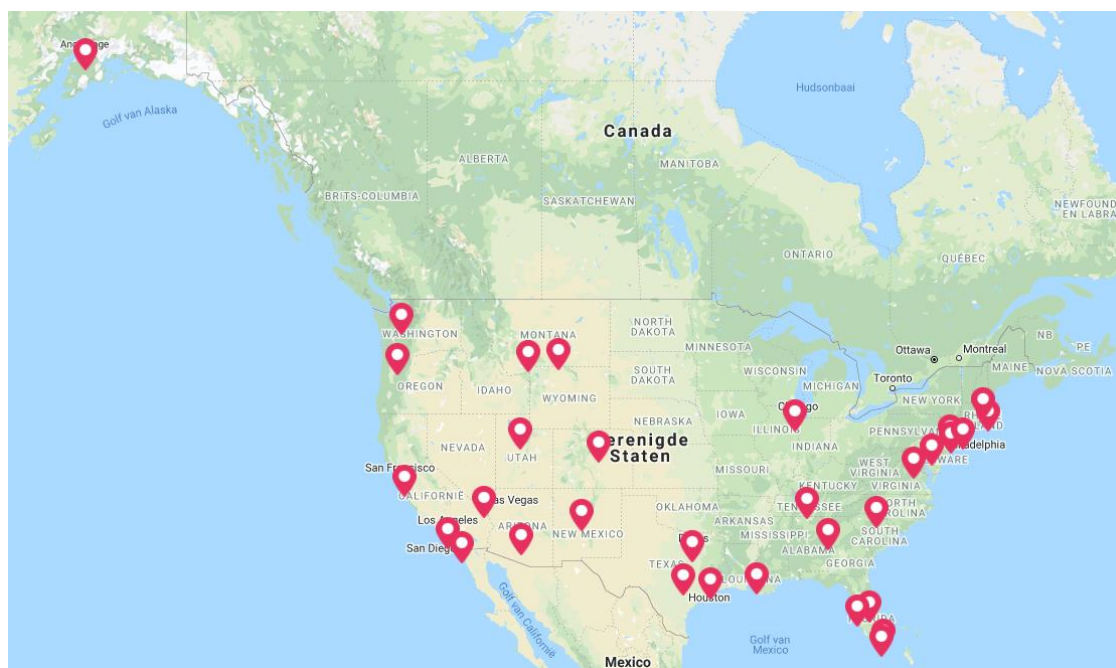 Hudsonbaai
Golf van Alaska
Canada
ALBERTA
MANITOBA
BRITS-COLUMBIA
SASKATCHEWAN
NEWFOUND
EN LABRA
ONTARIO
QUÉBEC
WASHINGTON
MONTANA
NORTH
DAKOTA
MINNESOTA
Ottawa
Montreal
NB
PE
MAINE
NOVA SCOTIA
OREGON
IDAHO
WYOMING
SOUTH
DAKOTA
WISCONSIN
MICHIGAN
Toronto
NEW YORK
NEBRASKA
IOWA
ILLINOIS
INDIANA
NEVADA
UTAH
Staten
MISSOURI
WEST
VIRGINIA
VIRGINIA
KENTUCKY
San Francisco
CALIFORNIË
Las Vegas
Los Angeles
ARIZONA
NEW MEXICO
OKLAHOMA
ARKANSAS
TENNESSEE
NORTH
CAROLINA
SOUTH
CAROLINA
MISSISSIPPI
ALABAMA
GEORGIA
San Diego
TEXAS
Houston
Golf van Californië
Golf van
Mexico
Mexico